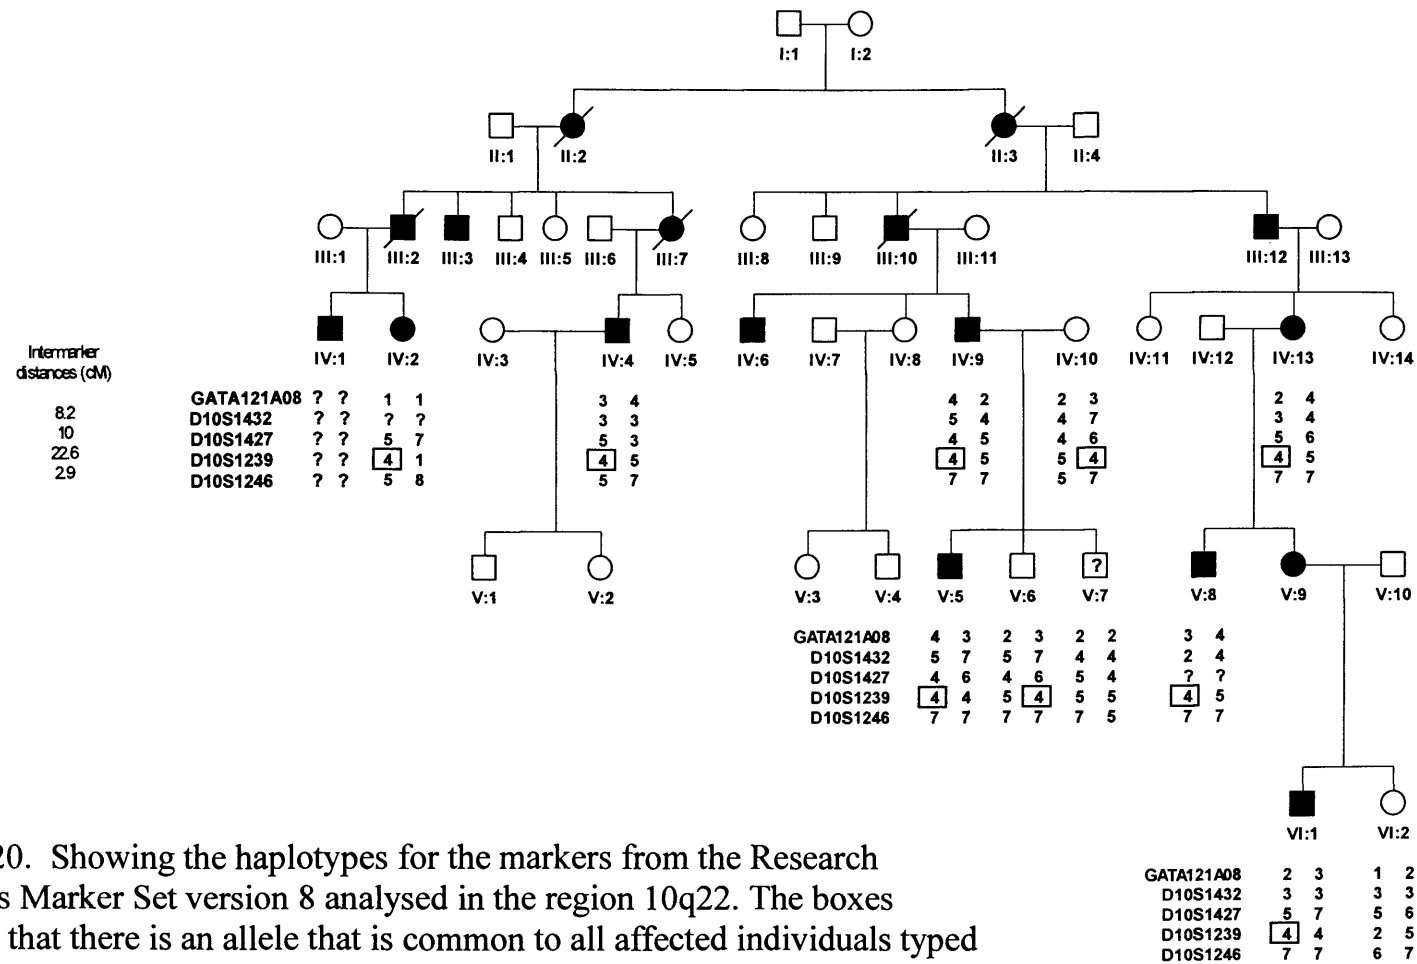 I:1 I:2
II:1 II:2 II:3 II:4
III:1 III:2 III:3 III:4 III:5 III:6 III:7 III:8 III:9 III:10 III:11 III:12 III:13
IV:1 IV:2 IV:3 IV:4 IV:5 IV:6 IV:7 IV:8 IV:9 IV:10 IV:11 IV:12 IV:13 IV:14
Intermarker
distances (cM)
8.2
10
22.6
2.9
GATA121A08 ? ? 1 1 3 4 4 2 2 3 2 4
D10S1432 ? ? ? ? 3 3 5 4 4 7 3 4
D10S1427 ? ? 5 7 5 3 4 5 4 6 5 6
D10S1239 ? ? 4 1 4 5 4 5 5 4 4 5
D10S1246 ? ? 5 8 5 7 7 7 5 7 7 7
?
V:1 V:2 V:3 V:4 V:5 V:6 V:7 V:8 V:9 V:10
GATA121A08 4 3 2 3 2 2 3 4
D10S1432 5 7 5 7 4 4 2 4
D10S1427 4 6 4 6 5 4 ? ?
D10S1239 4 4 5 4 5 5 4 5
D10S1246 7 7 7 7 7 5 7 7
VI:1 VI:2
GATA121A08 2 3 1 2
D10S1432 3 3 3 3
D10S1427 5 7 5 6
D10S1239 4 4 2 5
D10S1246 7 7 6 7
20. Showing the haplotypes for the markers from the Research
s Marker Set version 8 analysed in the region 10q22. The boxes
that there is an allele that is common to all affected individuals typed